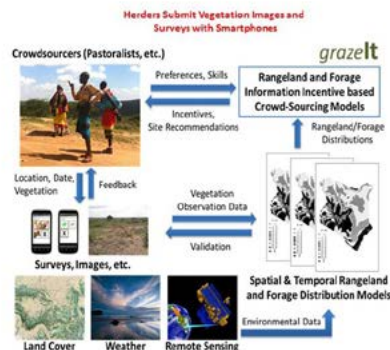 Herders Submit Vegetation Images and
Surveys with Smartphones
Crowdsourcers (Pastoralists, etc.)
grazeIt
Preferences, Skills
Rangeland and Forage
Information Incentive based
Crowd-Sourcing Models
Incentives,
Site Recommendations
Rangeland/Forage
Distributions
Location, Date,
Vegetation
Feedback
Vegetation
Observation Data
Validation
Surveys, Images, etc.
Spatial & Temporal Rangeland
and Forage Distribution Models
Environmental Data
Land Cover
Weather
Remote Sensing